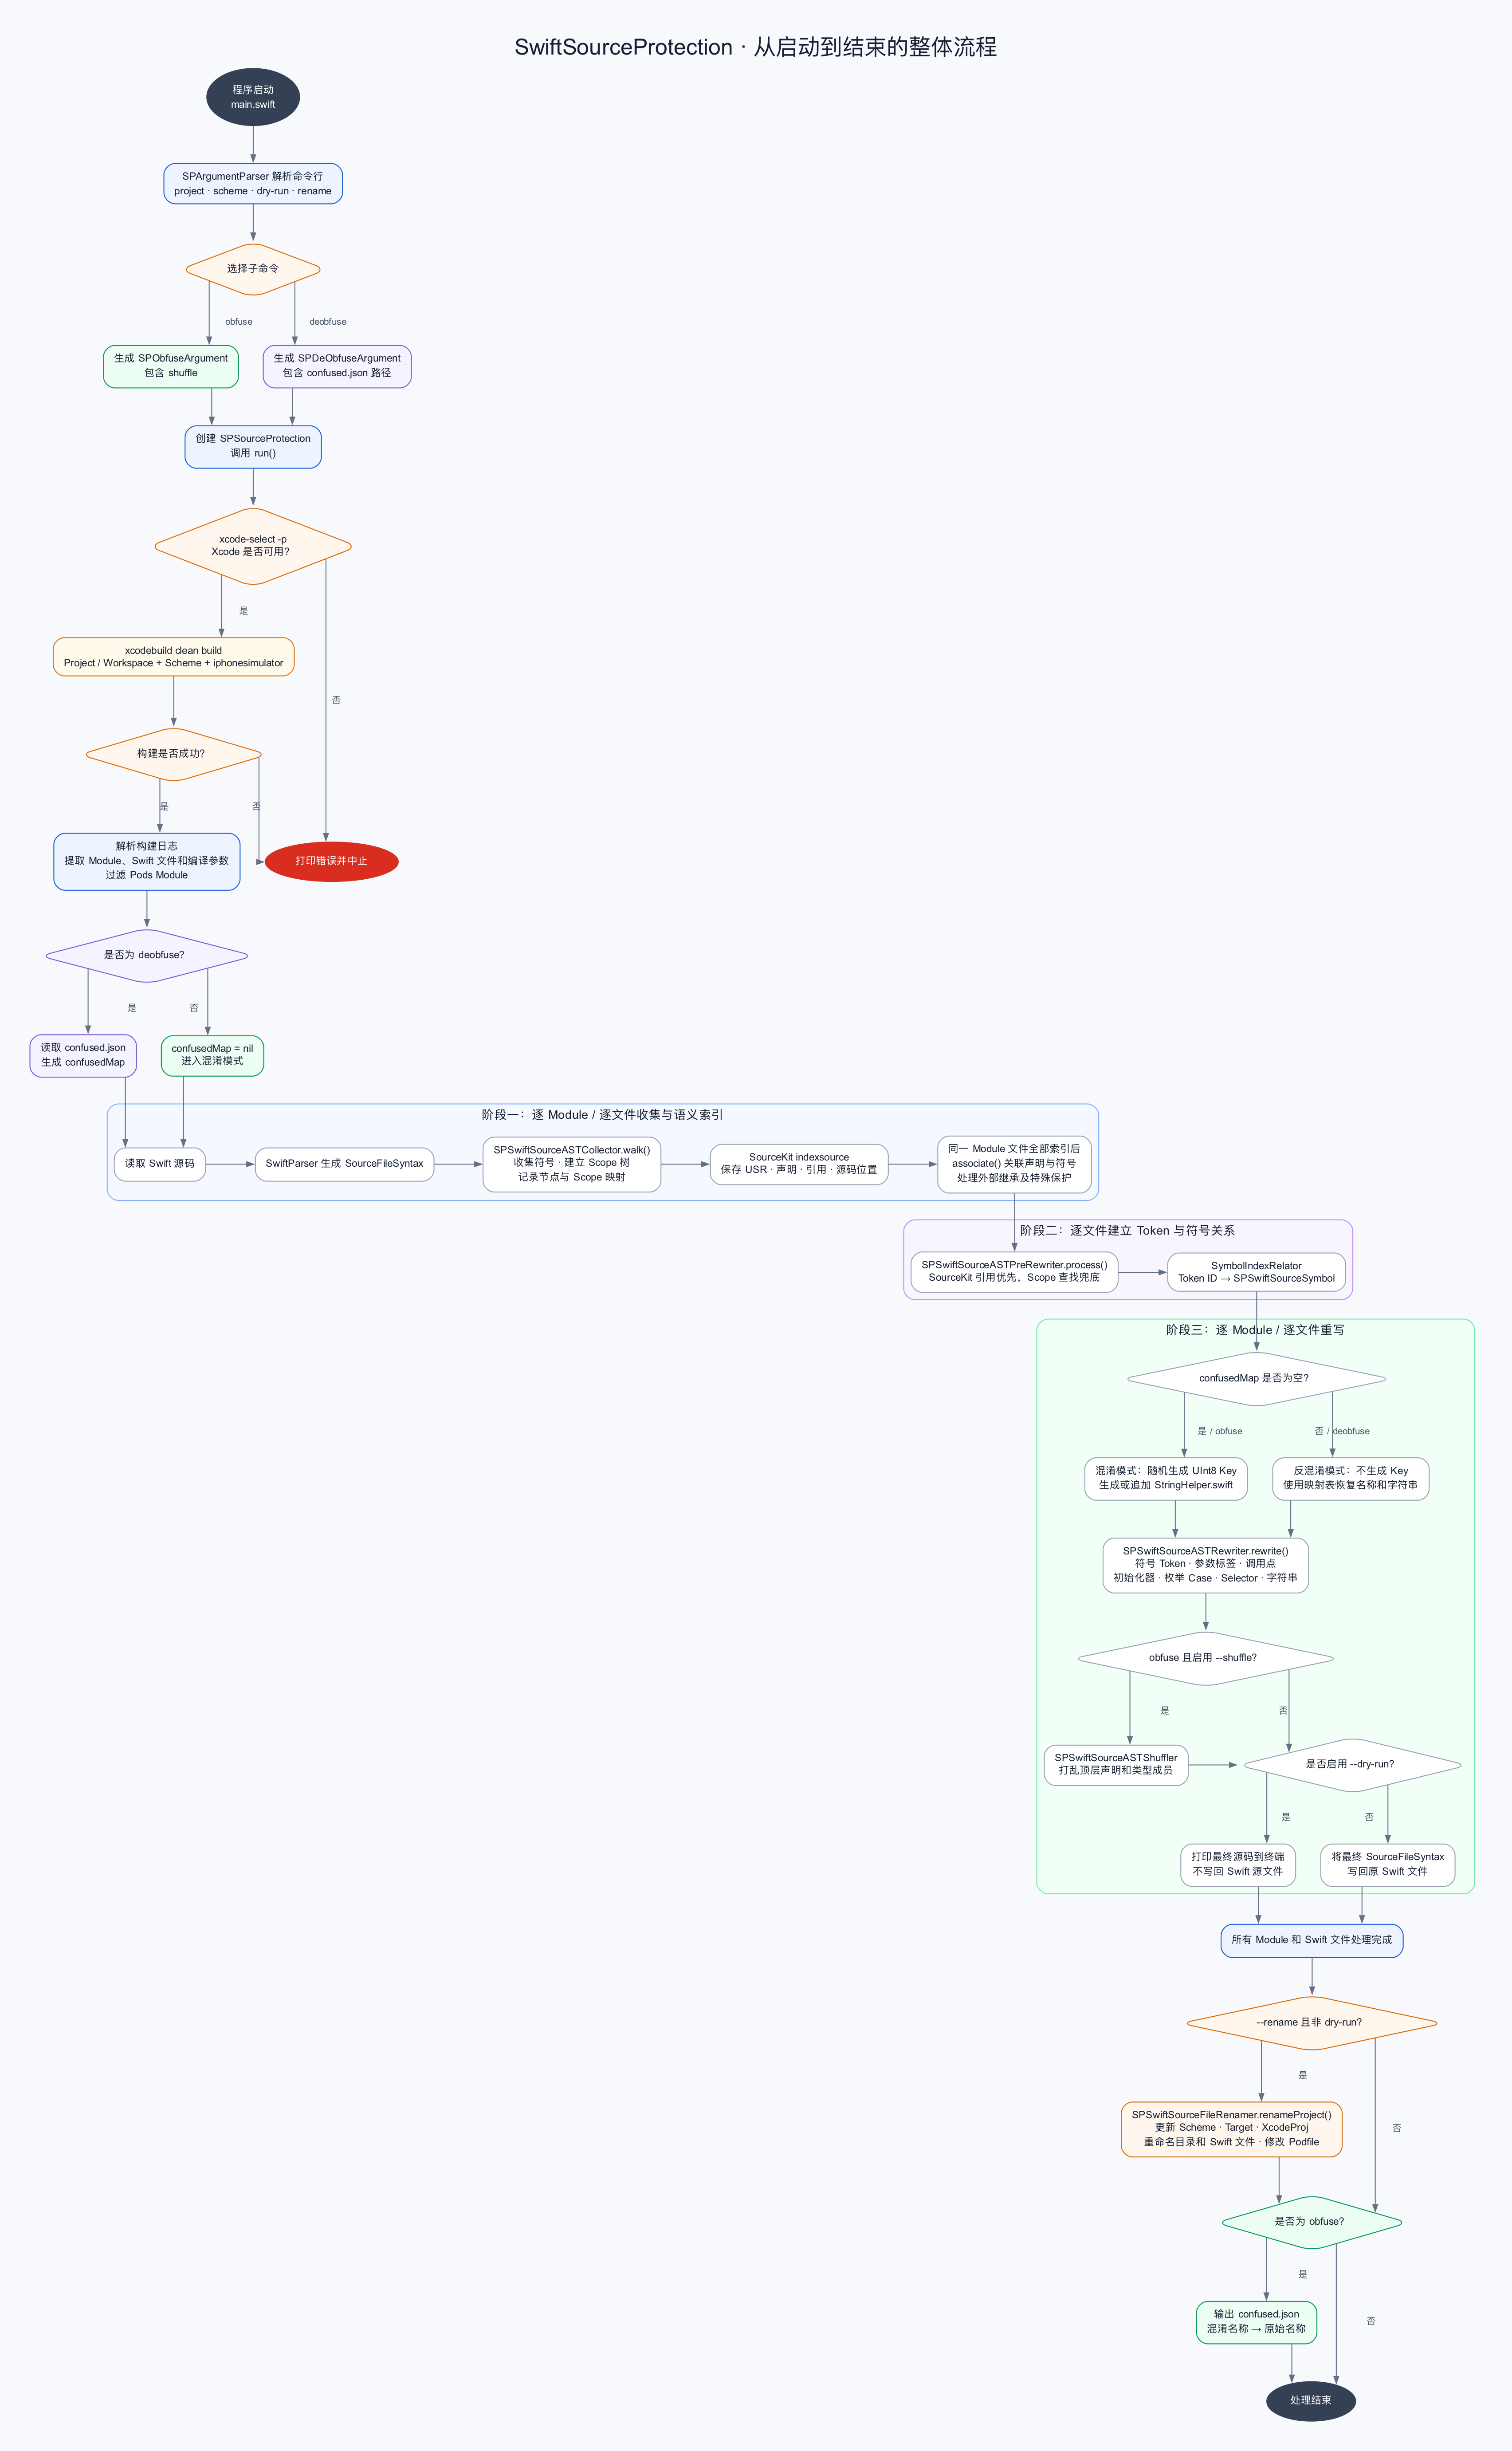 SwiftSourceProtection · 从启动到结束的整体流程
程序启动
main.swift
SPArgumentParser 解析命令行
project · scheme · dry-run · rename
选择子命令
obfuse
deobfuse
生成 SPObfuseArgument
包含 shuffle
生成 SPDeObfuseArgument
包含 confused.json 路径
创建 SPSourceProtection
调用 run()
xcode-select -p
Xcode 是否可用?
是
否
xcodebuild clean build
Project / Workspace + Scheme + iphonesimulator
构建是否成功?
是
否
解析构建日志
提取 Module、Swift 文件和编译参数
过滤 Pods Module
打印错误并中止
是否为 deobfuse?
是
否
读取 confused.json
生成 confusedMap
confusedMap = nil
进入混淆模式
阶段一：逐 Module / 逐文件收集与语义索引
读取 Swift 源码
SwiftParser 生成 SourceFileSyntax
SPSwiftSourceASTCollector.walk()
收集符号 · 建立 Scope 树
记录节点与 Scope 映射
SourceKit indexsource
保存 USR · 声明 · 引用 · 源码位置
同一 Module 文件全部索引后
associate() 关联声明与符号
处理外部继承及特殊保护
阶段二：逐文件建立 Token 与符号关系
SPSwiftSourceASTPreRewriter.process()
SourceKit 引用优先，Scope 查找兜底
SymbolIndexRelator
Token ID → SPSwiftSourceSymbol
阶段三：逐 Module / 逐文件重写
confusedMap 是否为空?
是 / obfuse
否 / deobfuse
混淆模式：随机生成 UInt8 Key
生成或追加 StringHelper.swift
反混淆模式：不生成 Key
使用映射表恢复名称和字符串
SPSwiftSourceASTRewriter.rewrite()
符号 Token · 参数标签 · 调用点
初始化器 · 枚举 Case · Selector · 字符串
obfuse 且启用 --shuffle?
是
否
SPSwiftSourceASTShuffler
打乱顶层声明和类型成员
是否启用 --dry-run?
是
否
打印最终源码到终端
不写回 Swift 源文件
将最终 SourceFileSyntax
写回原 Swift 文件
所有 Module 和 Swift 文件处理完成
--rename 且非 dry-run?
是
否
SPSwiftSourceFileRenamer.renameProject()
更新 Scheme · Target · XcodeProj
重命名目录和 Swift 文件 · 修改 Podfile
是否为 obfuse?
是
否
输出 confused.json
混淆名称 → 原始名称
处理结束